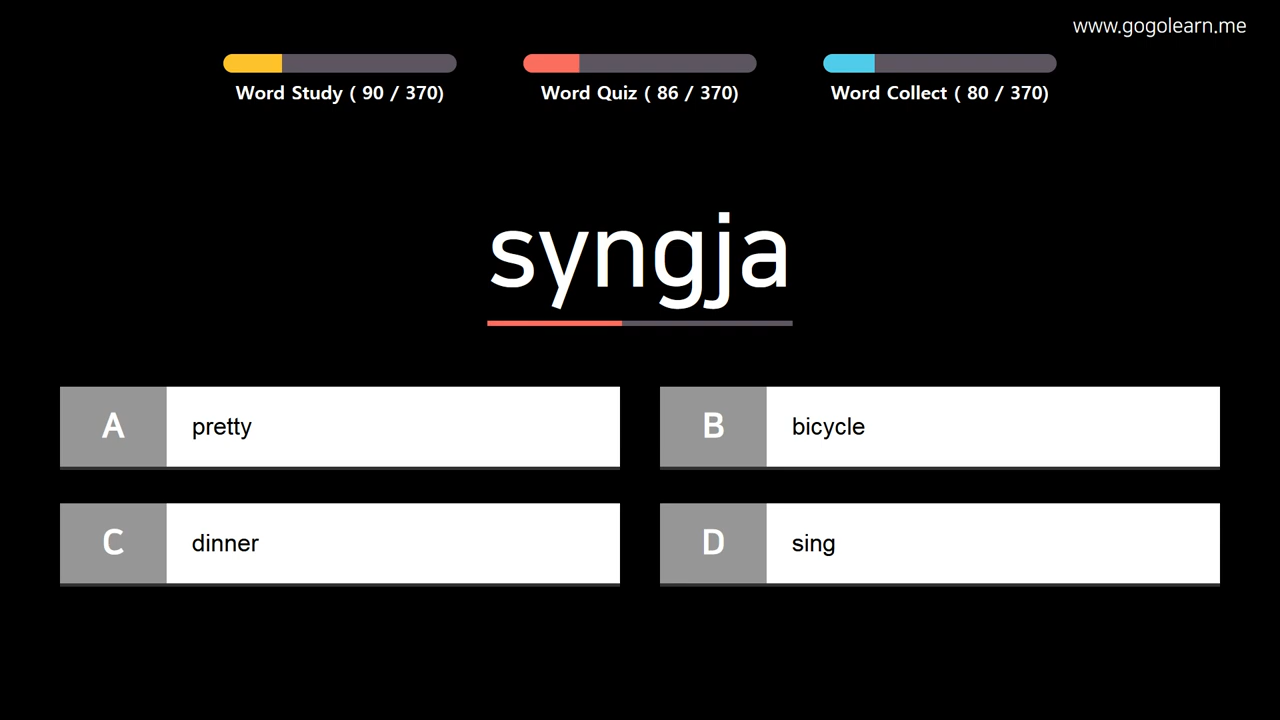 www.gogolearn.me
Word Study ( 90 / 370)
Word Quiz ( 86 / 370)
Word Collect ( 80 / 370)
syngja
A pretty
B bicycle
C dinner
D sing